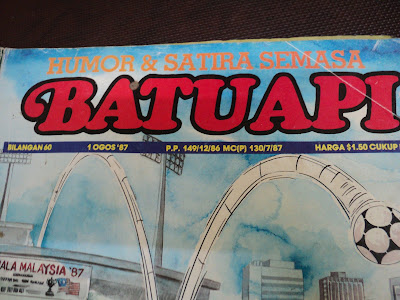 HUMOR & SATIRA SEMASA
BATUAPI
BILANGAN 60 1 OGOS '87 P.P. 149/12/86 MC(P) 130/7/87 HARGA $1.50 CUKUP
ALA MALAYSIA '87